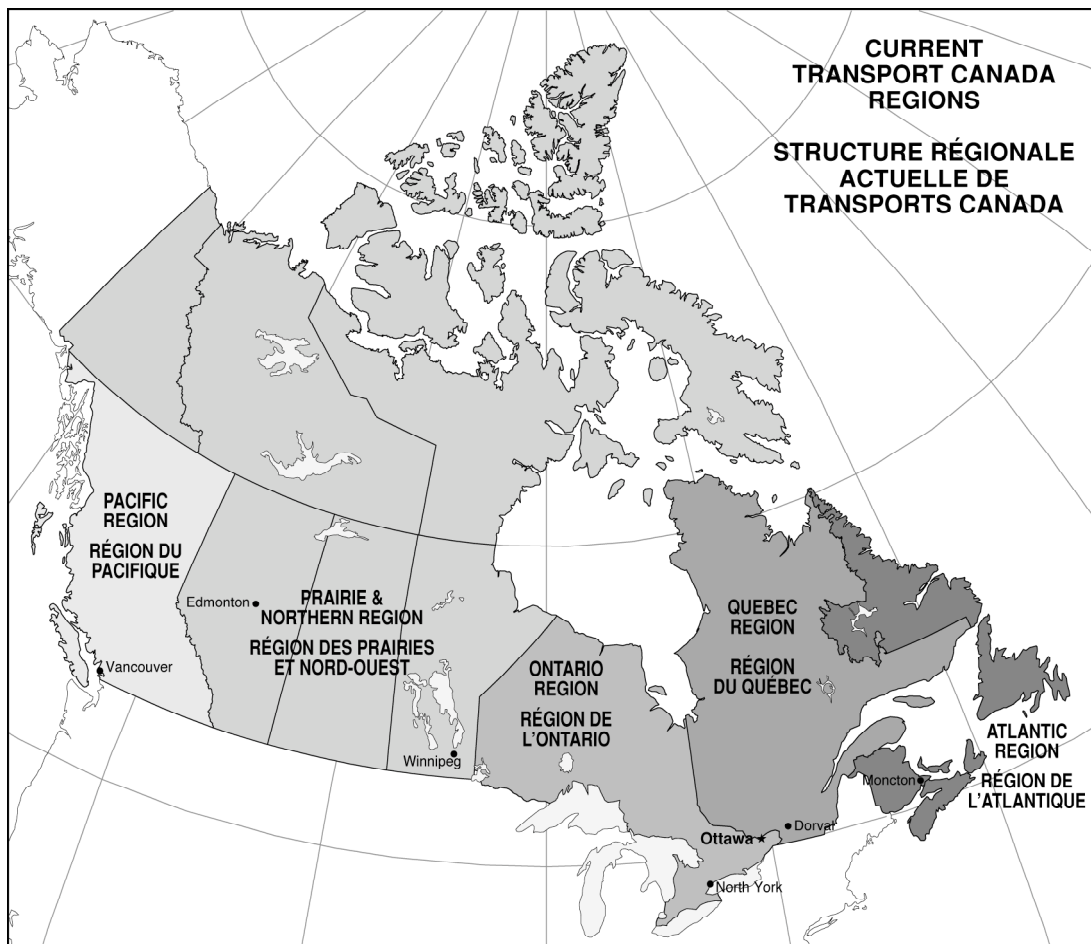 CURRENT
TRANSPORT CANADA
REGIONS
STRUCTURE RÉGIONALE
ACTUELLE DE
TRANSPORTS CANADA
PACIFIC
REGION
RÉGION DU
PACIFIQUE
Edmonton
PRAIRIE &
NORTHERN REGION
RÉGION DES PRAIRIES
ET NORD-OUEST
Vancouver
Winnipeg
ONTARIO
REGION
RÉGION DE
L'ONTARIO
QUEBEC
REGION
RÉGION
DU QUÉBEC
ATLANTIC
REGION
RÉGION DE
L'ATLANTIQUE
Moncton
Dorval
Ottawa
North York